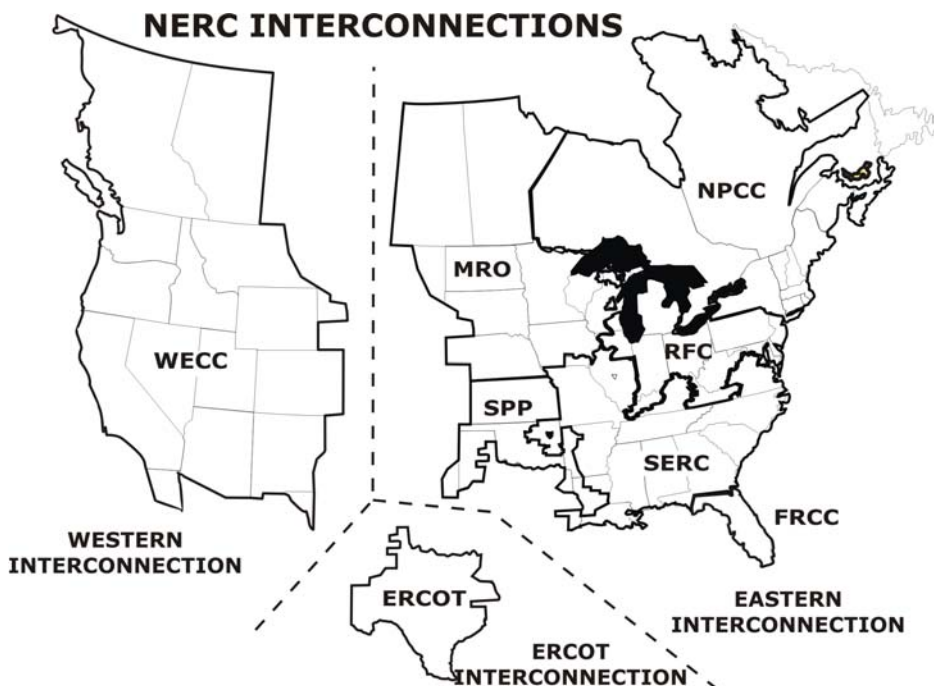 NERC INTERCONNECTIONS
NPCC
MRO
RFC
WECC
SPP
SERC
FRCC
WESTERN
INTERCONNECTION
ERCOT
EASTERN
INTERCONNECTION
ERCOT
INTERCONNECTION